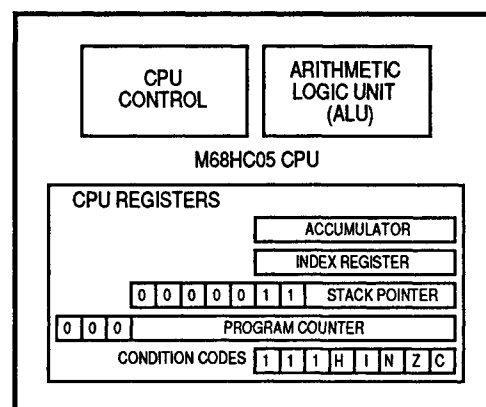 CPU
CONTROL
ARITHMETIC
LOGIC UNIT
(ALU)
M68HC05 CPU
CPU REGISTERS
ACCUMULATOR
INDEX REGISTER
0 0 0 0 0 1 1 STACK POINTER
0 0 0 PROGRAM COUNTER
CONDITION CODES 1 1 1 H I N Z C